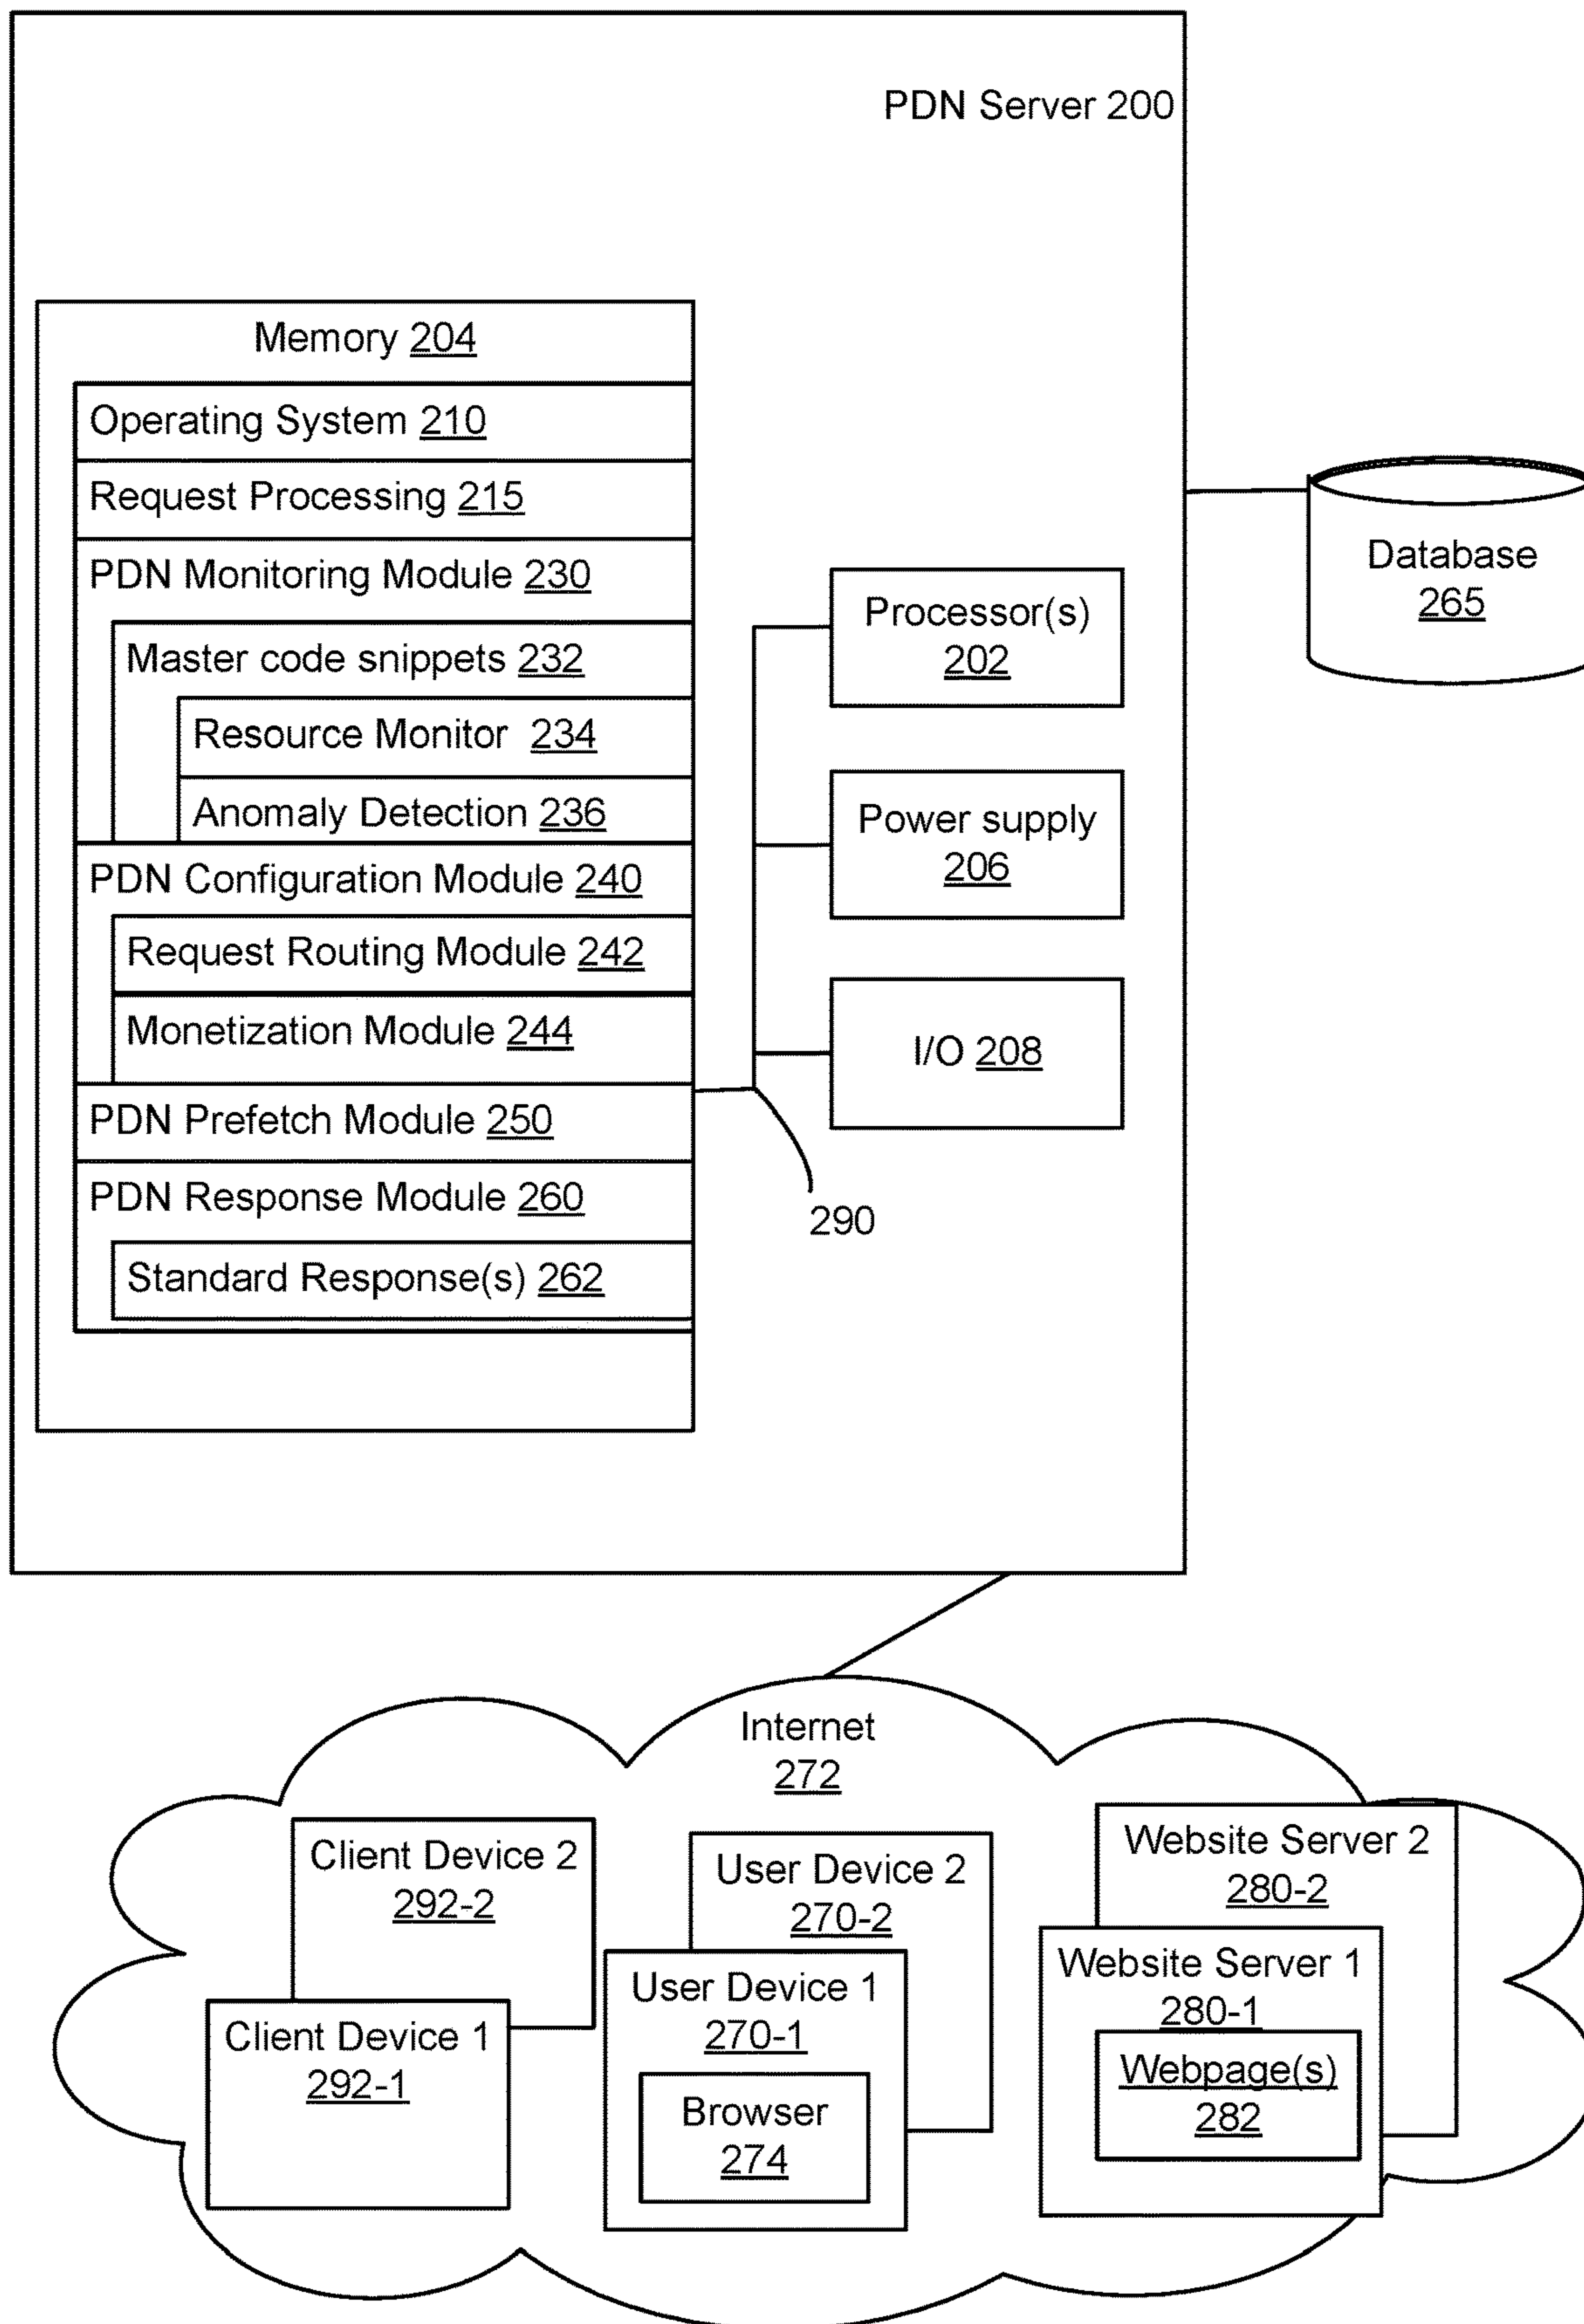 PDN Server 200
Memory 204
Operating System 210
Request Processing 215
PDN Monitoring Module 230
Master code snippets 232
Resource Monitor 234
Anomaly Detection 236
PDN Configuration Module 240
Request Routing Module 242
Monetization Module 244
PDN Prefetch Module 250
PDN Response Module 260
Standard Response(s) 262
Processor(s)
202
Power supply
206
I/O 208
290
Database
265
Internet
272
Client Device 2
292-2
Client Device 1
292-1
User Device 2
270-2
User Device 1
270-1
Browser
274
Website Server 2
280-2
Website Server 1
280-1
Webpage(s)
282